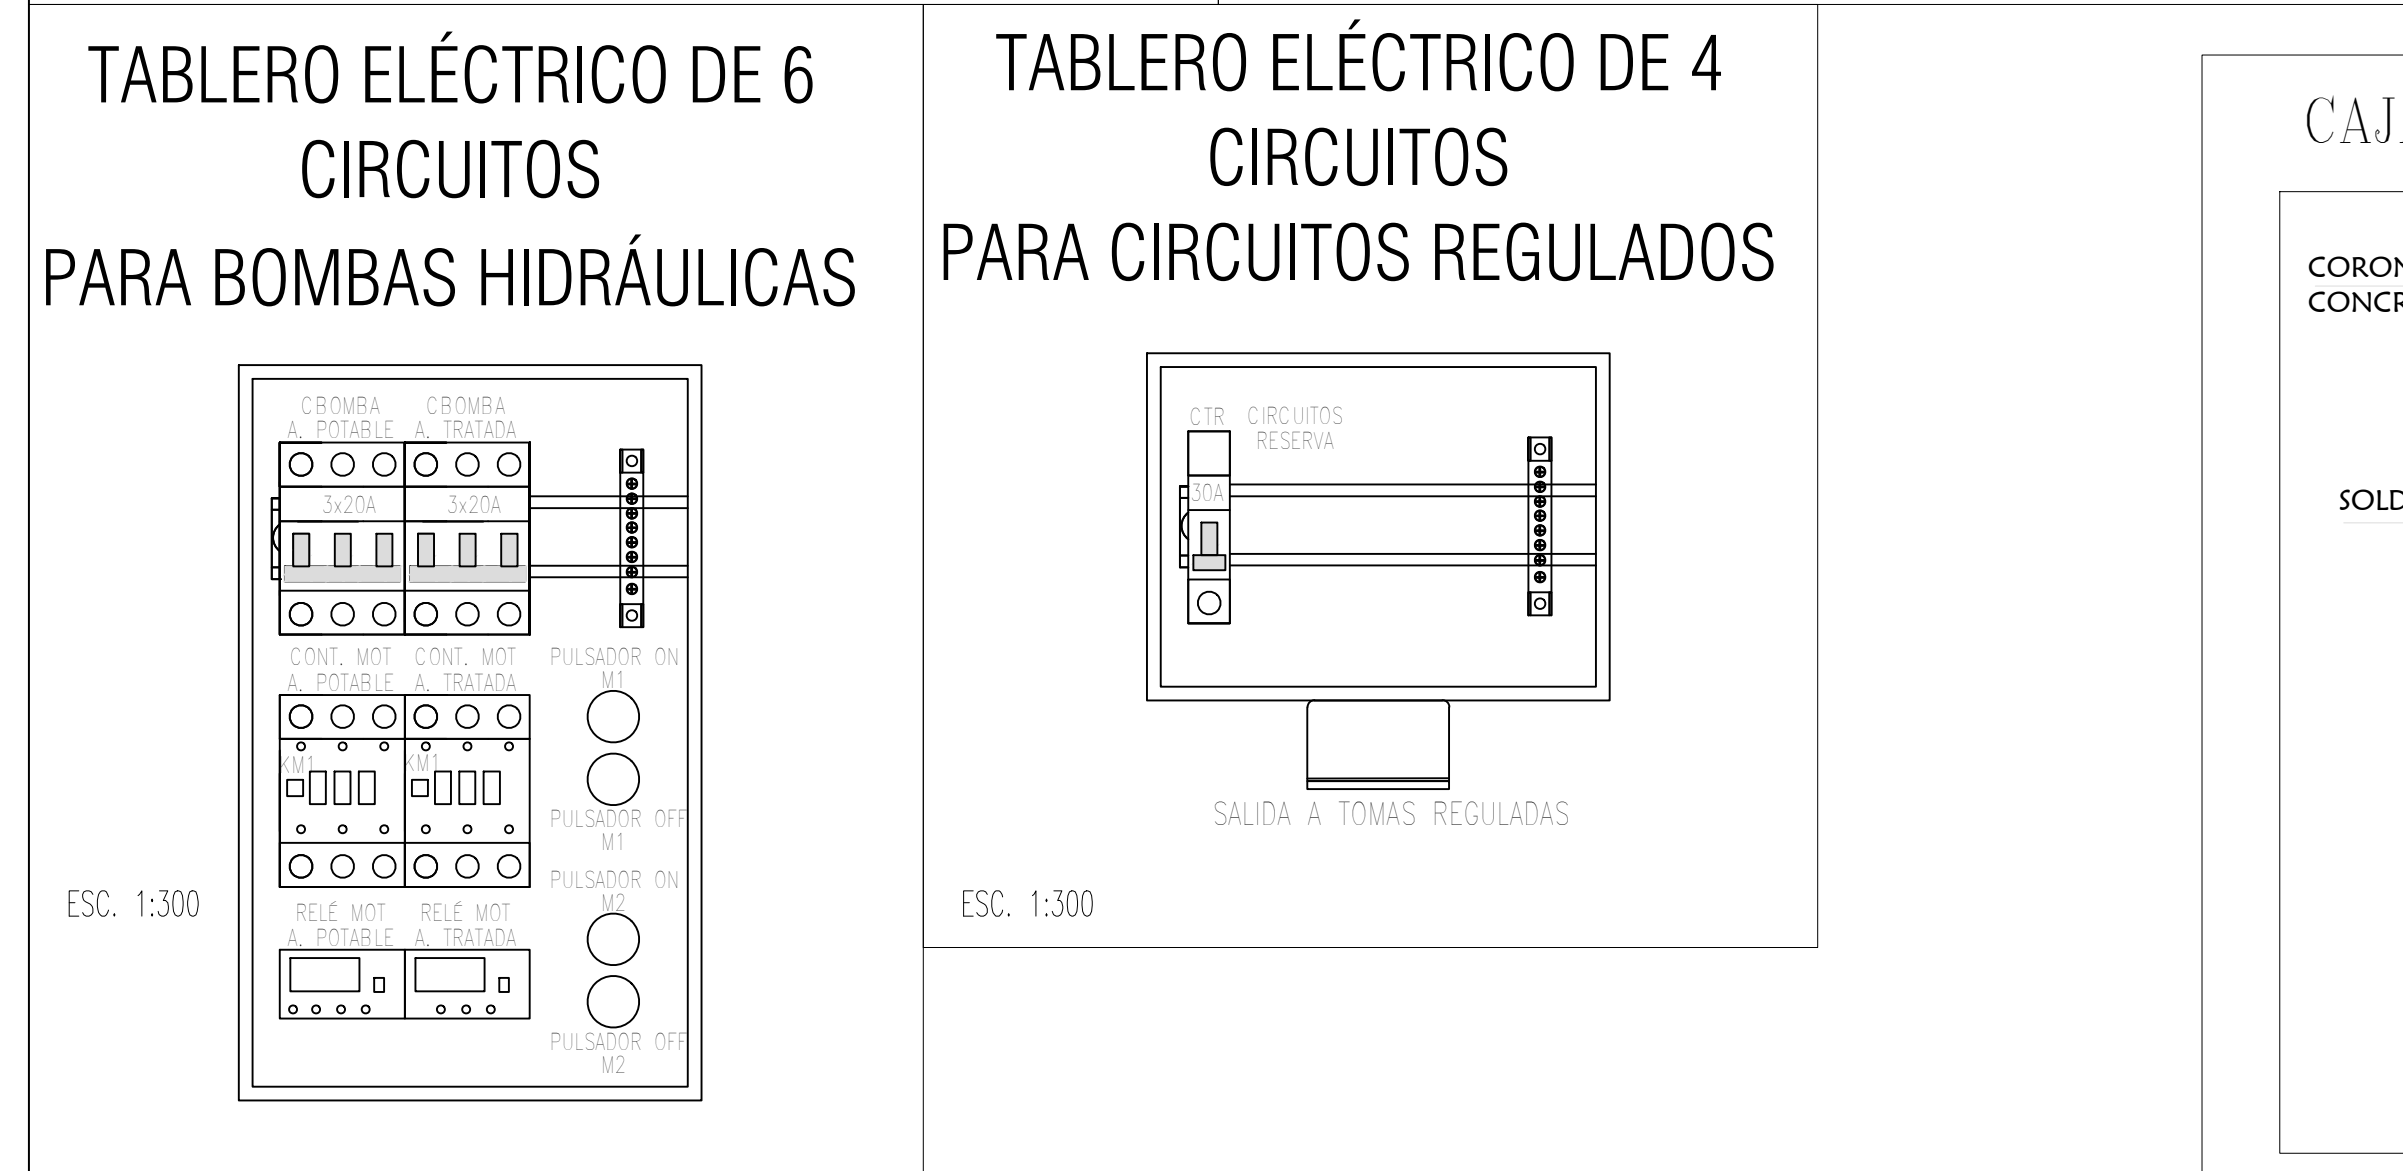 TABLERO ELÉCTRICO DE 6
CIRCUITOS
PARA BOMBAS HIDRÁULICAS
CBOMBA
A. POTABLE
CBOMBA
A. TRATADA
3x20A
3x20A
CONT. MOT
A. POTABLE
CONT. MOT
A. TRATADA
PULSADOR ON
M1
KM1
KM1
PULSADOR OFF
M1
PULSADOR ON
M2
RELÉ MOT
A. POTABLE
RELÉ MOT
A. TRATADA
PULSADOR OFF
M2
ESC. 1:300
TABLERO ELÉCTRICO DE 4
CIRCUITOS
PARA CIRCUITOS REGULADOS
CTR
CIRCUITOS
RESERVA
30A
SALIDA A TOMAS REGULADAS
ESC. 1:300